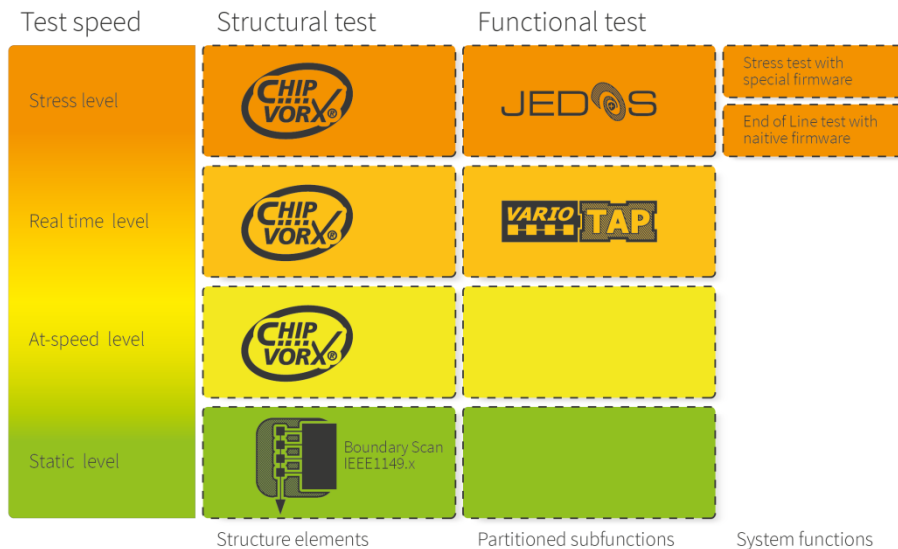 Test speed
Structural test
Functional test
Stress level
CHIP
VORX®
JEDOS
Stress test with
special firmware
End of Line test with
naitive firmware
Real time level
CHIP
VORX®
VARIO TAP
At-speed level
CHIP
VORX®
Static level
Boundary Scan
IEEE1149.x
Structure elements
Partitioned subfunctions
System functions